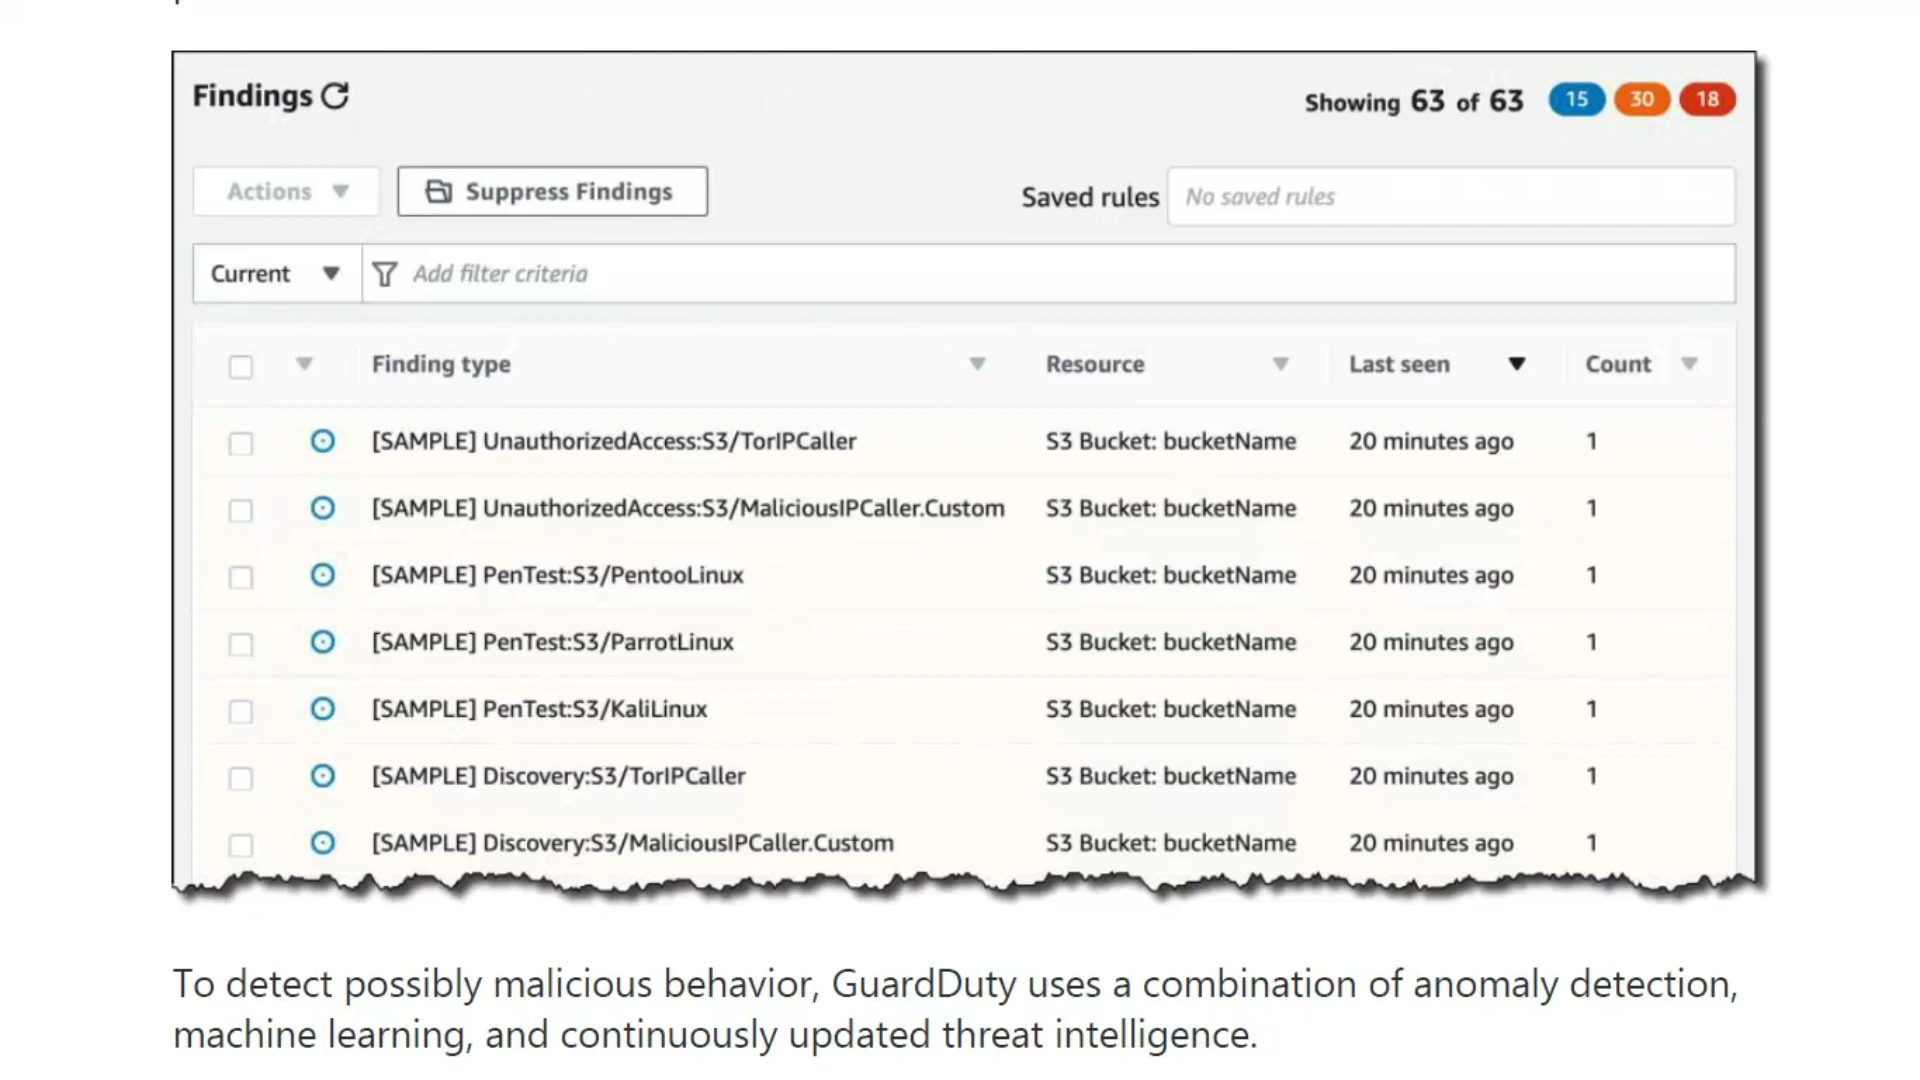 Findings
Showing 63 of 63 15 30 18
Actions Suppress Findings Saved rules No saved rules
Current Add filter criteria
Finding type Resource Last seen Count
[SAMPLE] UnauthorizedAccess:S3/TorIPCaller S3 Bucket: bucketName 20 minutes ago 1
[SAMPLE] UnauthorizedAccess:S3/MaliciousIPCaller.Custom S3 Bucket: bucketName 20 minutes ago 1
[SAMPLE] PenTest:S3/PentooLinux S3 Bucket: bucketName 20 minutes ago 1
[SAMPLE] PenTest:S3/ParrotLinux S3 Bucket: bucketName 20 minutes ago 1
[SAMPLE] PenTest:S3/KaliLinux S3 Bucket: bucketName 20 minutes ago 1
[SAMPLE] Discovery:S3/TorIPCaller S3 Bucket: bucketName 20 minutes ago 1
[SAMPLE] Discovery:S3/MaliciousIPCaller.Custom S3 Bucket: bucketName 20 minutes ago 1
To detect possibly malicious behavior, GuardDuty uses a combination of anomaly detection,
machine learning, and continuously updated threat intelligence.